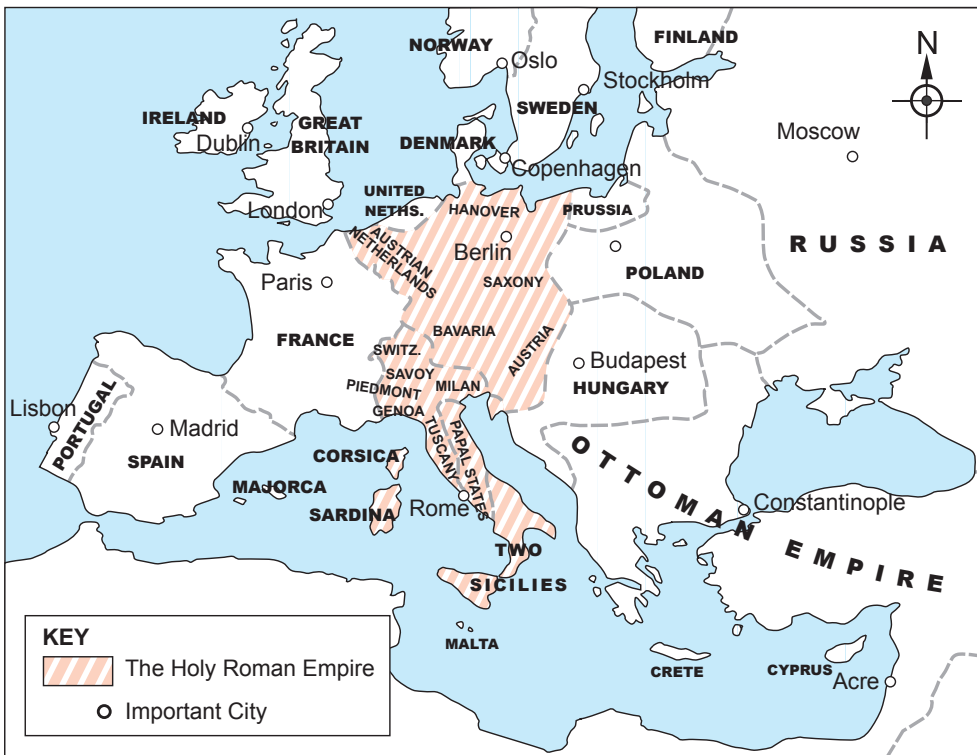 NORWAY
FINLAND
N
Oslo
Stockholm
IRELAND
GREAT
BRITAIN
SWEDEN
DENMARK
Moscow
Dublin
Copenhagen
UNITED
NETHS.
London
HANOVER
PRUSSIA
AUSTRIAN
NETHERLANDS
Berlin
RUSSIA
POLAND
Paris
SAXONY
FRANCE
BAVARIA
AUSTRIA
SWITZ.
Budapest
HUNGARY
SAVOY
PIEDMONT
MILAN
GENOA
PORTUGAL
Lisbon
Madrid
SPAIN
TUSCANY
PAPAL STATES
OTTOMAN EMPIRE
CORSICA
MAJORCA
SARDINA
Rome
Constantinople
TWO
SICILIES
MALTA
CRETE
CYPRUS
Acre
KEY
The Holy Roman Empire
Important City